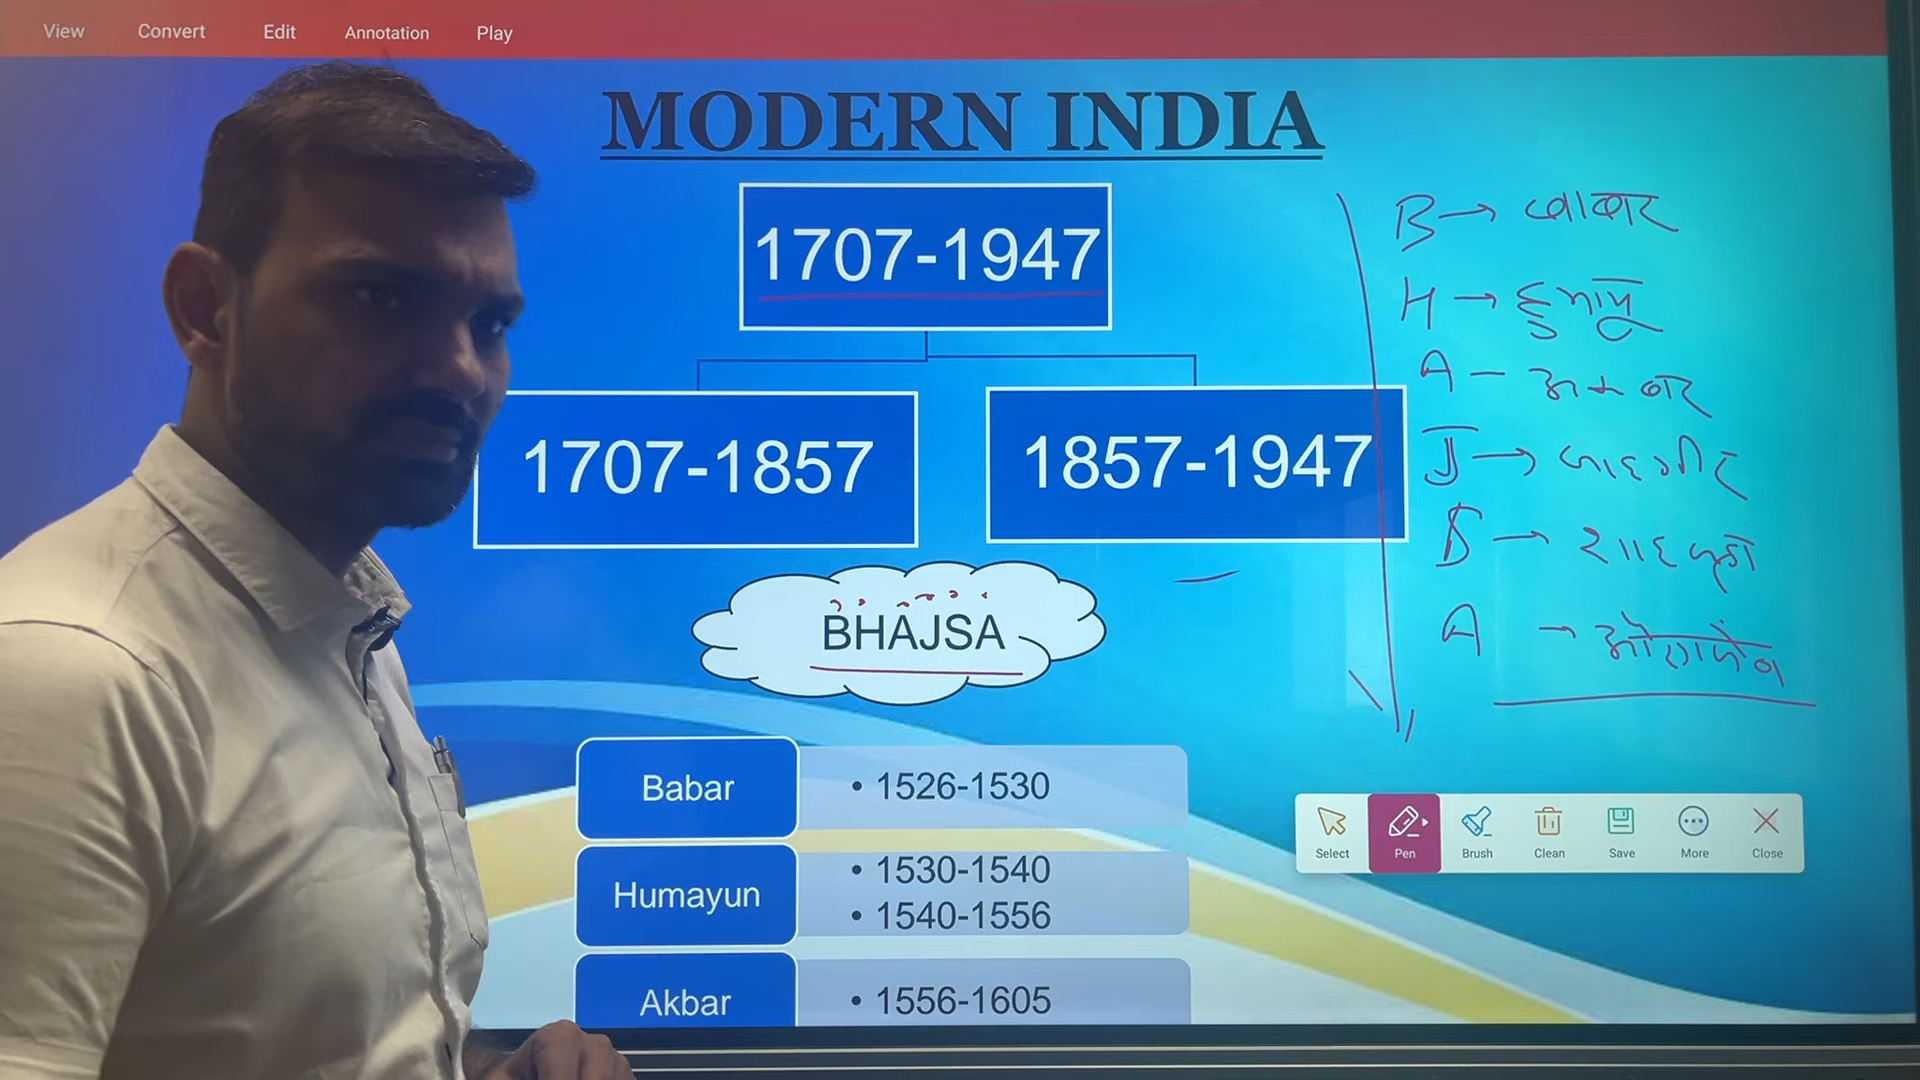 View Convert Edit Annotation Play
MODERN INDIA
1707-1947
1707-1857
1857-1947
BHAJSA
Babar
• 1526-1530
Humayun
• 1530-1540
• 1540-1556
Akbar
• 1556-1605
B → बाबर
H → हुमायु
A - अकबर
J → जाहगीर
S → शाहजहा
A → औरंगजेब
Select Pen Brush Clean Save More Close